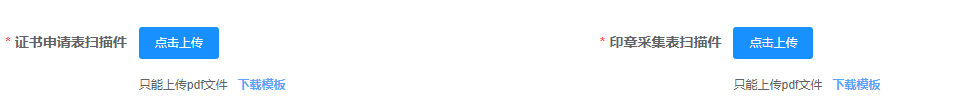 * 证书申请表扫描件 点击上传 * 印章采集表扫描件 点击上传
只能上传pdf文件 下载模板 只能上传pdf文件 下载模板